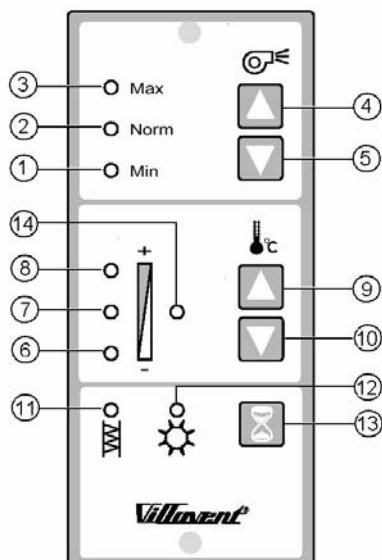 ③ Max
② Norm
① Min
④
⑤
⑭
°C
⑧ +
⑦
⑥ -
⑨
⑩
⑪
⑫
⑬
Villavent®